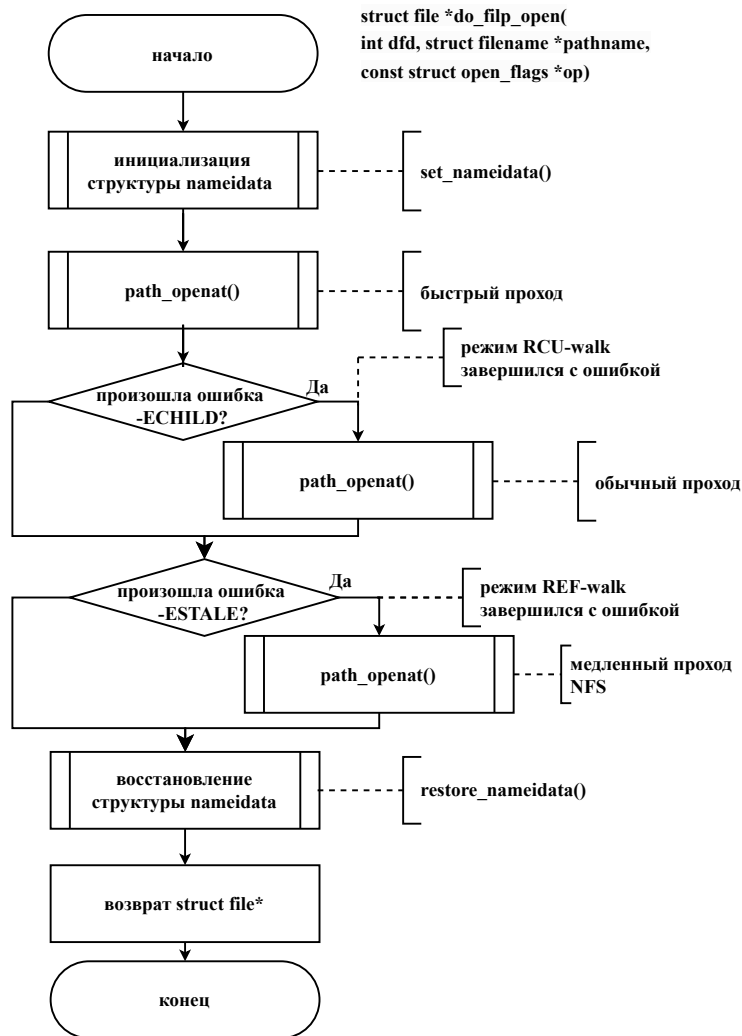 struct file *do_filp_open(
int dfd, struct filename *pathname,
const struct open_flags *op)
начало
инициализация
структуры nameidata
set_nameidata()
path_openat()
быстрый проход
режим RCU-walk
завершился с ошибкой
произошла ошибка
-ECHILD?
Да
path_openat()
обычный проход
произошла ошибка
-ESTALE?
Да
режим REF-walk
завершился с ошибкой
path_openat()
медленный проход
NFS
восстановление
структуры nameidata
restore_nameidata()
возврат struct file*
конец